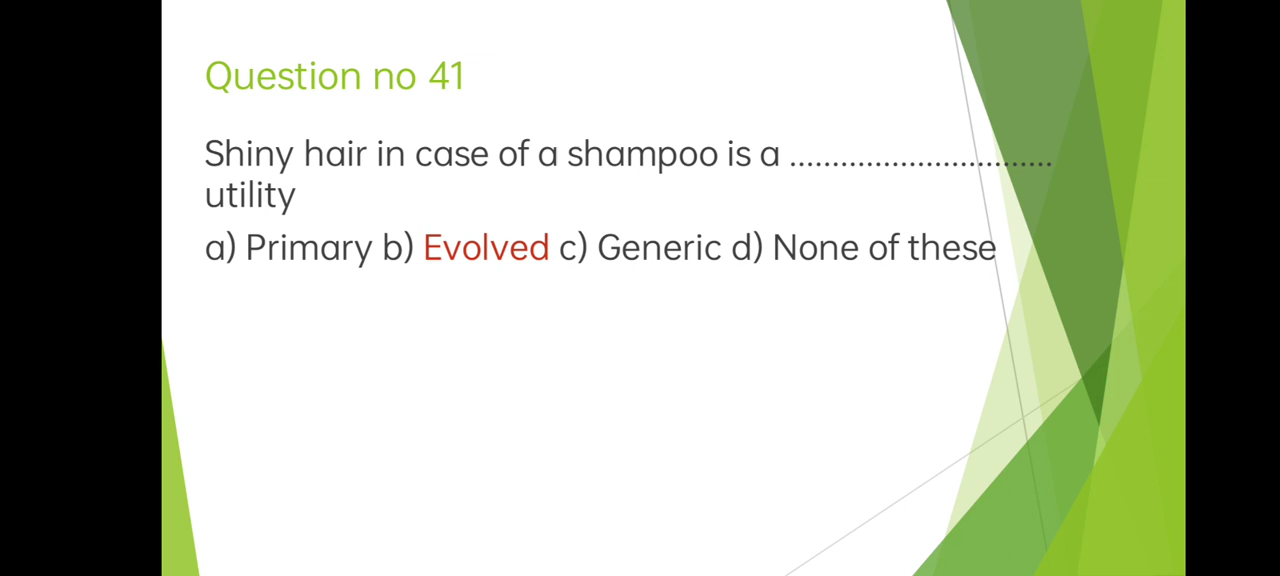 Question no 41
Shiny hair in case of a shampoo is a ...............................
utility
a) Primary b) Evolved c) Generic d) None of these